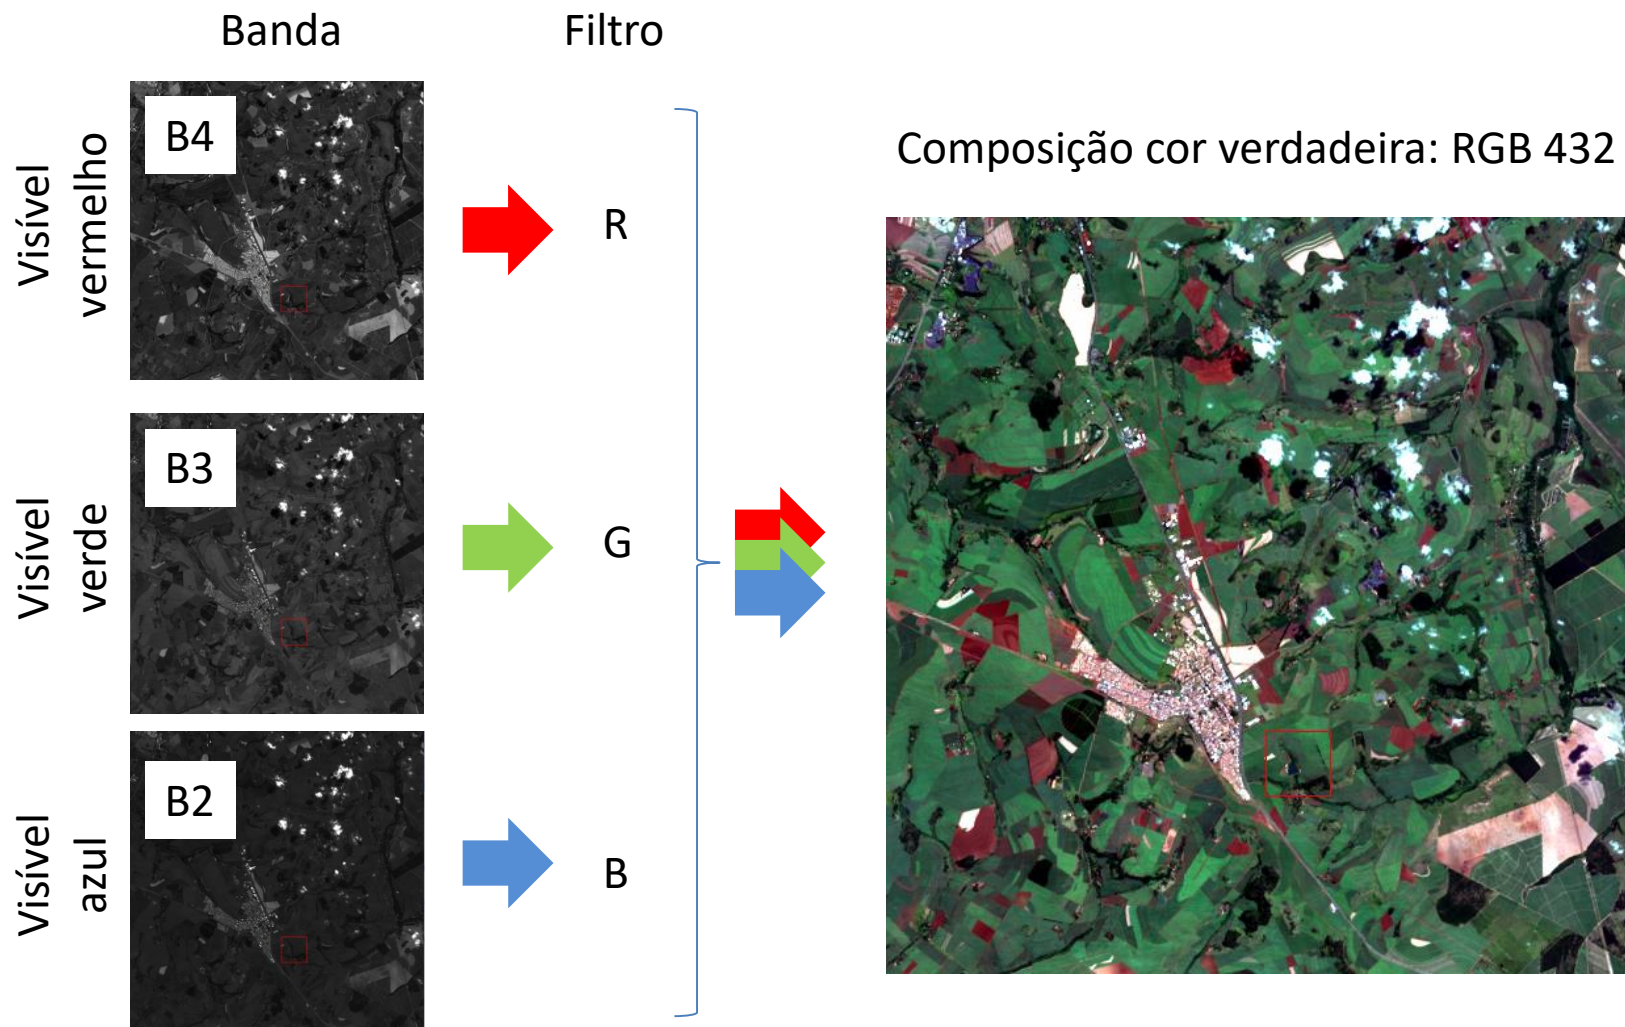 Banda
Filtro
Visível
vermelho
B4
R
Composição cor verdadeira: RGB 432
Visível
verde
B3
G
Visível
azul
B2
B